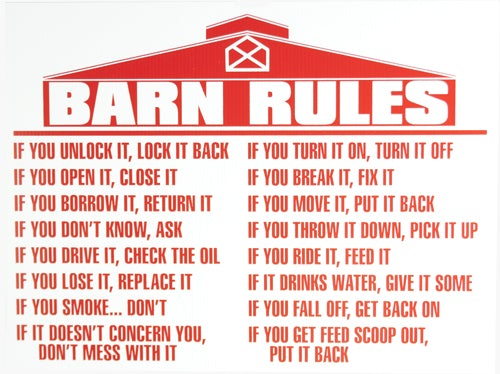 BARN RULES
IF YOU UNLOCK IT, LOCK IT BACK
IF YOU OPEN IT, CLOSE IT
IF YOU BORROW IT, RETURN IT
IF YOU DON'T KNOW, ASK
IF YOU DRIVE IT, CHECK THE OIL
IF YOU LOSE IT, REPLACE IT
IF YOU SMOKE... DON'T
IF IT DOESN'T CONCERN YOU,
DON'T MESS WITH IT
IF YOU TURN IT ON, TURN IT OFF
IF YOU BREAK IT, FIX IT
IF YOU MOVE IT, PUT IT BACK
IF YOU THROW IT DOWN, PICK IT UP
IF YOU RIDE IT, FEED IT
IF IT DRINKS WATER, GIVE IT SOME
IF YOU FALL OFF, GET BACK ON
IF YOU GET FEED SCOOP OUT,
PUT IT BACK